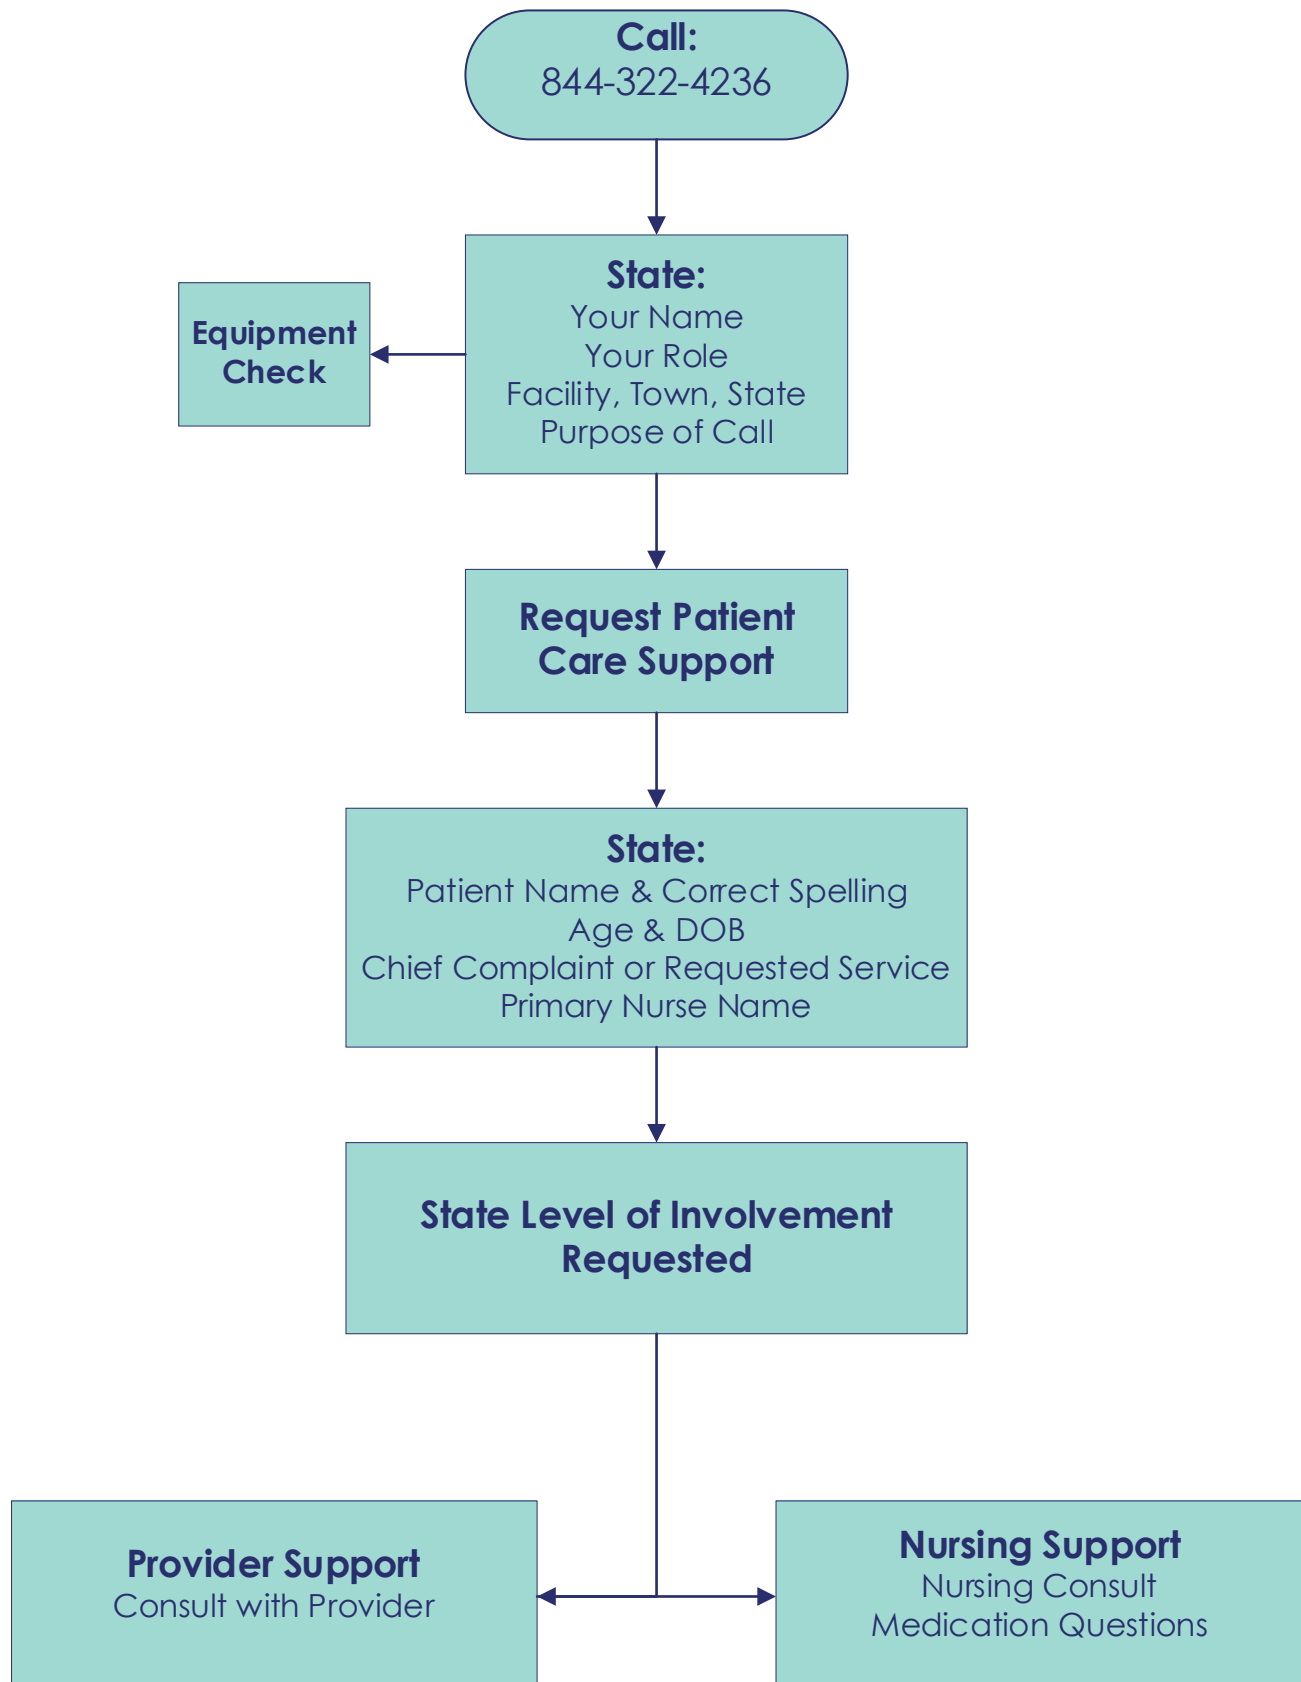 Call:
844-322-4236
State:
Your Name
Your Role
Facility, Town, State
Purpose of Call
Equipment
Check
Request Patient
Care Support
State:
Patient Name & Correct Spelling
Age & DOB
Chief Complaint or Requested Service
Primary Nurse Name
State Level of Involvement
Requested
Provider Support
Consult with Provider
Nursing Support
Nursing Consult
Medication Questions